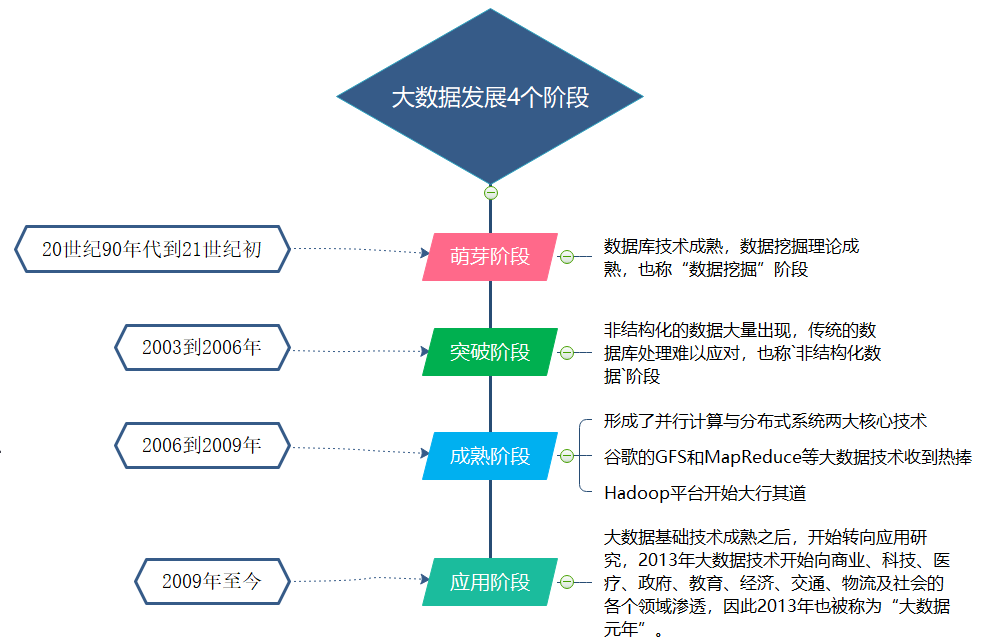 大数据发展4个阶段
20世纪90年代到21世纪初
萌芽阶段
数据库技术成熟，数据挖掘理论成
熟，也称“数据挖掘”阶段
2003到2006年
突破阶段
非结构化的数据大量出现，传统的数
据库处理难以应对，也称`非结构化数
据`阶段
2006到2009年
成熟阶段
形成了并行计算与分布式系统两大核心技术
谷歌的GFS和MapReduce等大数据技术收到热捧
Hadoop平台开始大行其道
2009年至今
应用阶段
大数据基础技术成熟之后，开始转向应用研
究，2013年大数据技术开始向商业、科技、医
疗、政府、教育、经济、交通、物流及社会的
各个领域渗透，因此2013年也被称为“大数据
元年”。